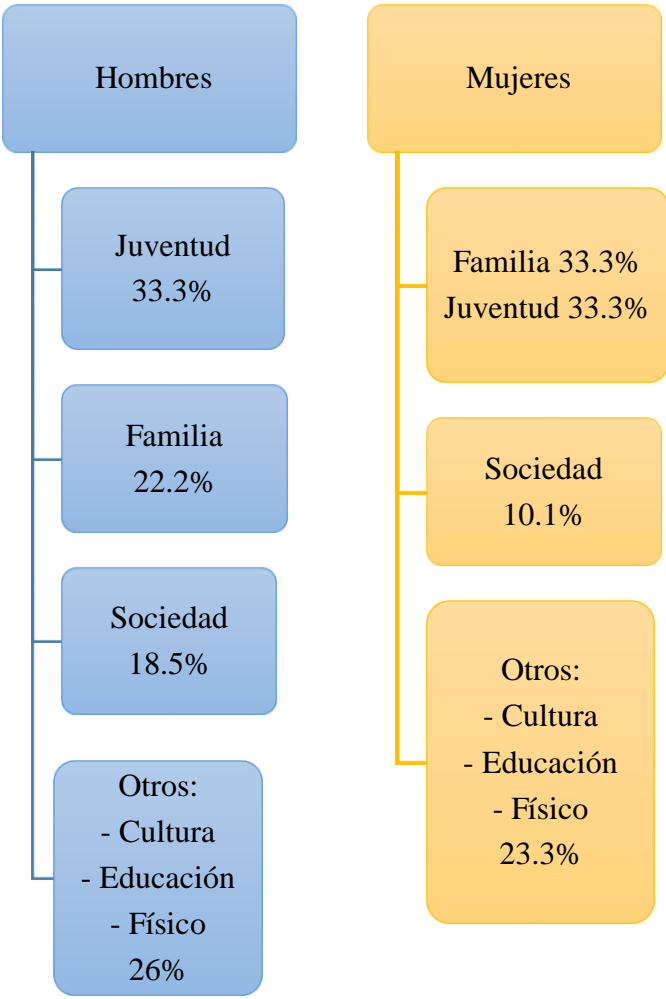 Hombres
Juventud
33.3%
Familia
22.2%
Sociedad
18.5%
Otros:
- Cultura
- Educación
- Físico
26%
Mujeres
Familia 33.3%
Juventud 33.3%
Sociedad
10.1%
Otros:
- Cultura
- Educación
- Físico
23.3%